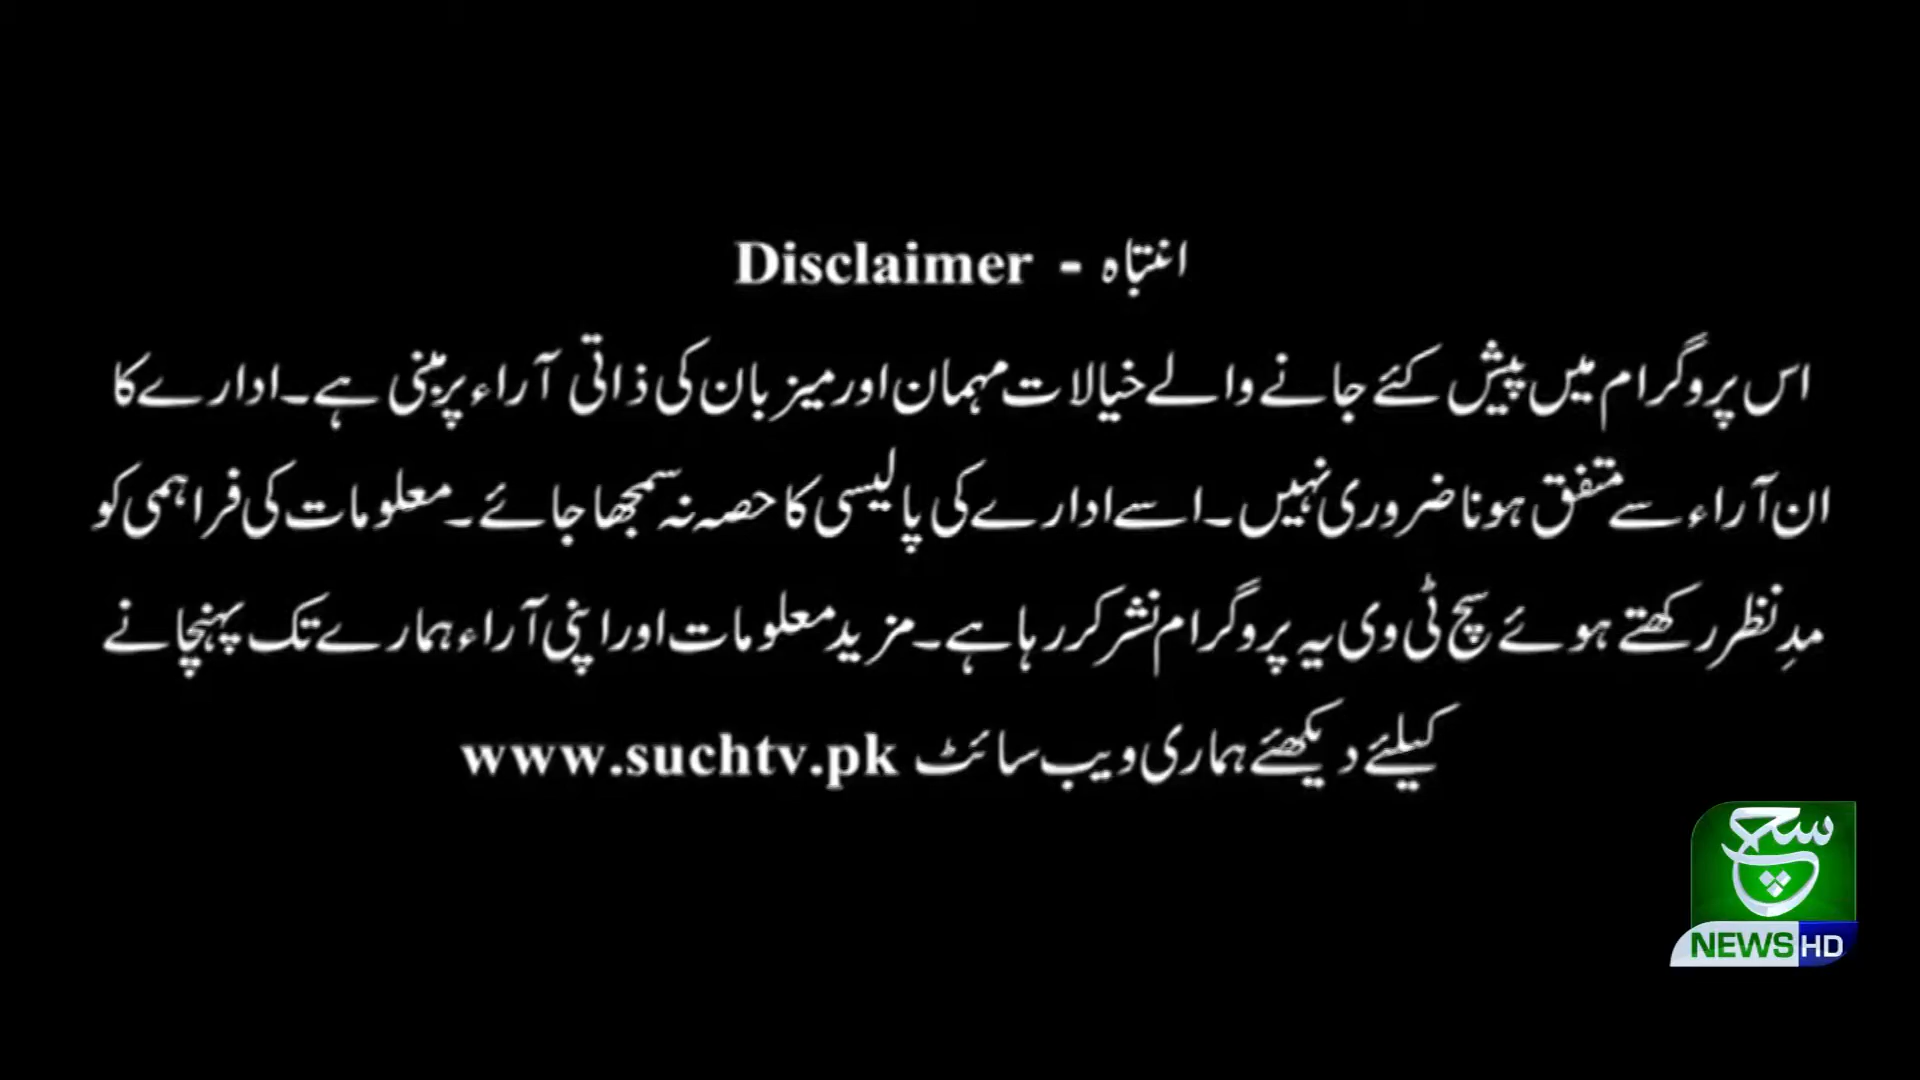 انتباہ - Disclaimer
اس پروگرام میں پیش کئے جانے والے خیالات مہمان اور میزبان کی ذاتی آراء پر مبنی ہے۔ ادارے کا
ان آراء سے متفق ہونا ضروری نہیں۔ اسے ادارے کی پالیسی کا حصہ نہ سمجھا جائے۔ معلومات کی فراہمی کو
مدِ نظر رکھتے ہوئے سچ ٹی وی یہ پروگرام نشر کر رہا ہے۔ مزید معلومات اور اپنی آراء ہمارے تک پہنچانے
کیلئے دیکھئے ہماری ویب سائٹ www.suchtv.pk
سچ
NEWS HD